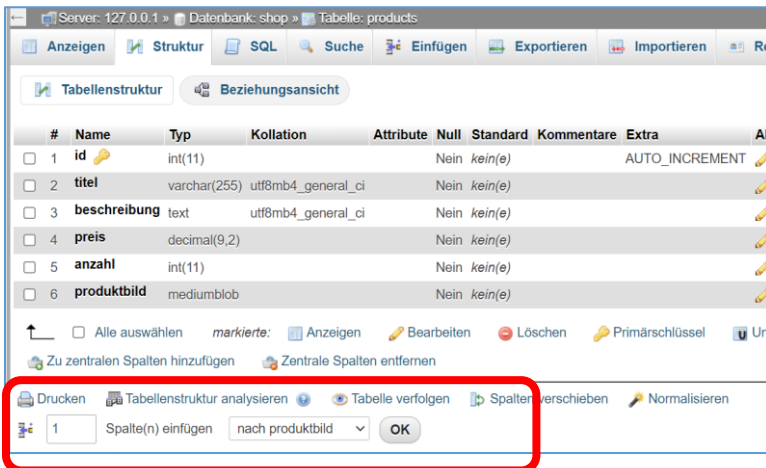 Server: 127.0.0.1 » Datenbank: shop » Tabelle: products
Anzeigen Struktur SQL Suche Einfügen Exportieren Importieren
Tabellenstruktur Beziehungsansicht
# Name Typ Kollation Attribute Null Standard Kommentare Extra
1 id int(11) Nein kein(e) AUTO_INCREMENT
2 titel varchar(255) utf8mb4_general_ci Nein kein(e)
3 beschreibung text utf8mb4_general_ci Nein kein(e)
4 preis decimal(9,2) Nein kein(e)
5 anzahl int(11) Nein kein(e)
6 produktbild mediumblob Nein kein(e)
Alle auswählen markierte: Anzeigen Bearbeiten Löschen Primärschlüssel
Zu zentralen Spalten hinzufügen Zentrale Spalten entfernen
Drucken Tabellenstruktur analysieren Tabelle verfolgen Spalten verschieben Normalisieren
1 Spalte(n) einfügen nach produktbild OK